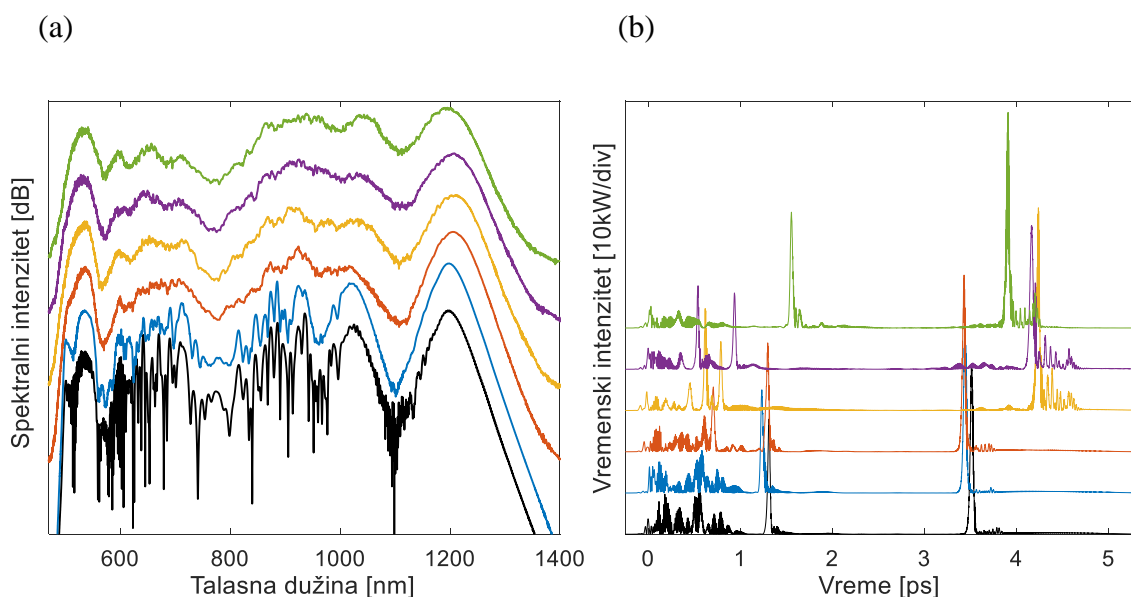 (a)
(b)
Spektralni intenzitet [dB]
600 800 1000 1200 1400
Talasna dužina [nm]
Vremenski intenzitet [10kW/div]
0 1 2 3 4 5
Vreme [ps]